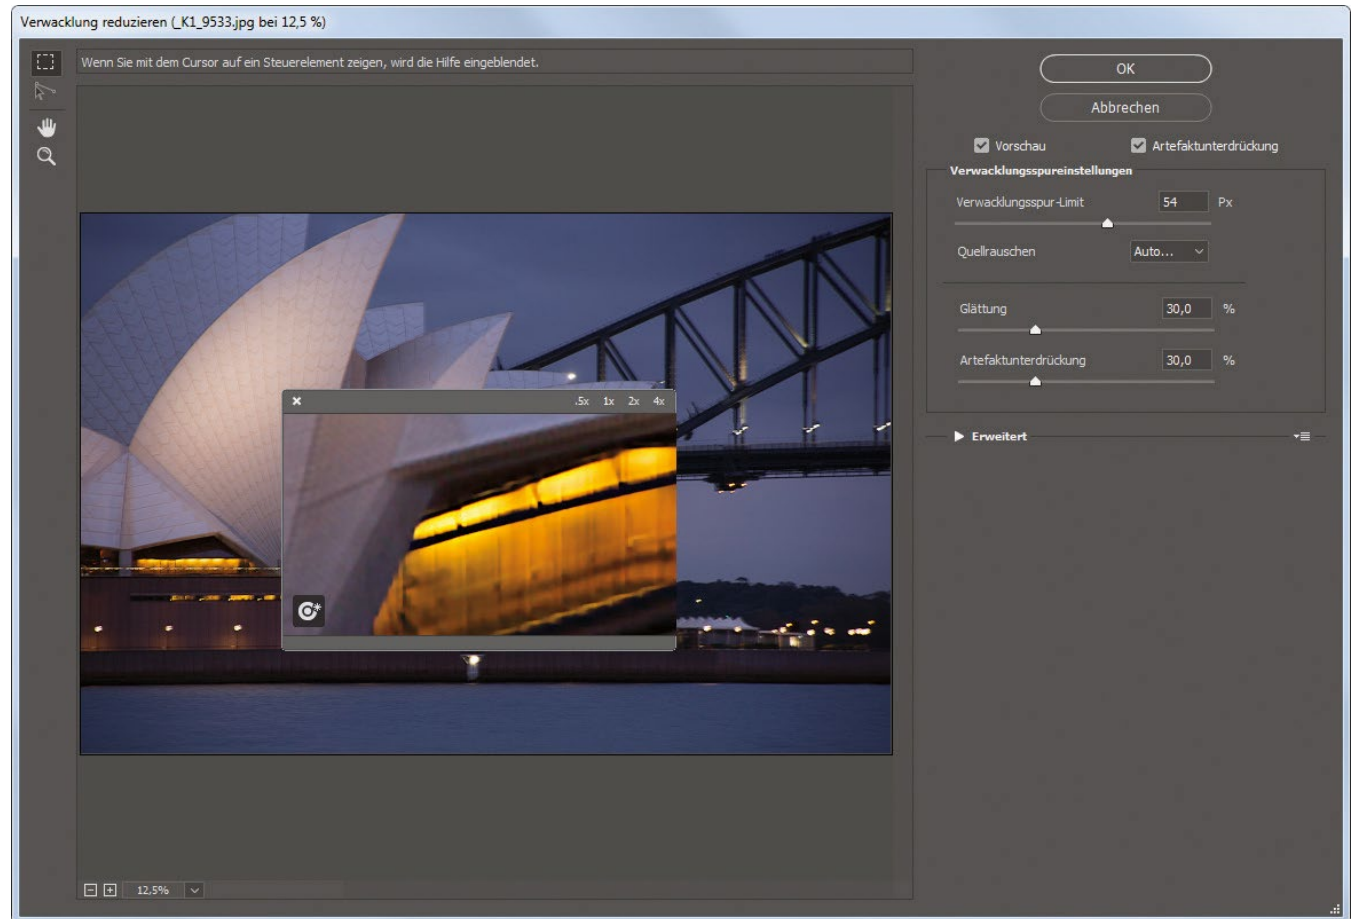 Verwacklung reduzieren (_K1_9533.jpg bei 12,5 %)
Wenn Sie mit dem Cursor auf ein Steuerelement zeigen, wird die Hilfe eingeblendet.
OK
Abbrechen
Vorschau
Artefaktunterdrückung
Verwacklungsspureinstellungen
Verwacklungsspur-Limit 54 Px
Quellrauschen Auto...
Glättung 30,0 %
Artefaktunterdrückung 30,0 %
Erweitert
.5x 1x 2x 4x
12,5%